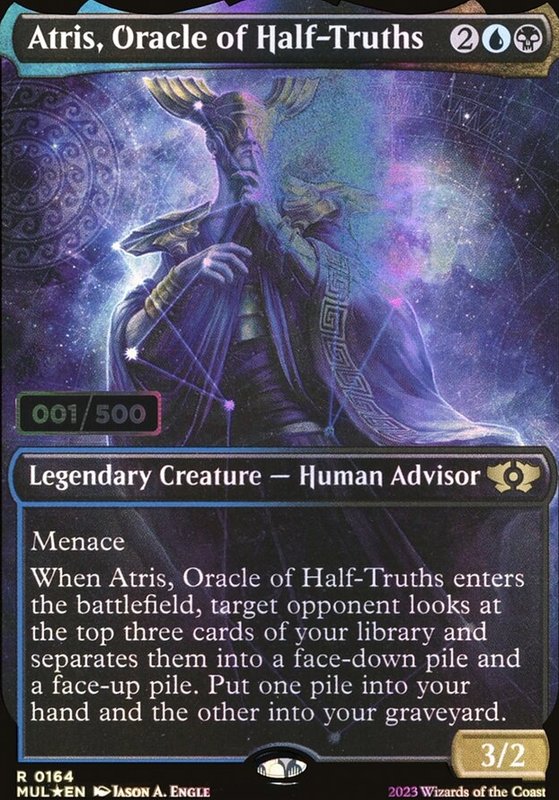 Atris, Oracle of Half-Truths 2
001/500
Legendary Creature — Human Advisor
Menace
When Atris, Oracle of Half-Truths enters
the battlefield, target opponent looks at
the top three cards of your library and
separates them into a face-down pile and
a face-up pile. Put one pile into your
hand and the other into your graveyard.
3/2
R 0164
MUL★EN Jason A. Engle 2023 Wizards of the Coast